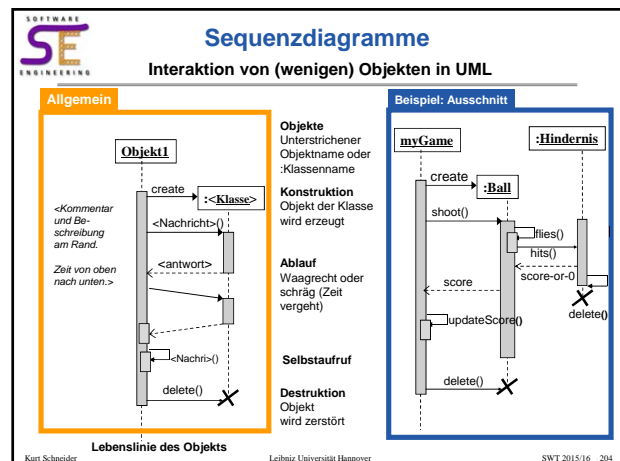 SOFTWARE
SE
ENGINEERING
Sequenzdiagramme
Interaktion von (wenigen) Objekten in UML
Allgemein
Objekt1
create
:<Klasse>
<Kommentar
und Be-
schreibung
am Rand.
Zeit von oben
nach unten.>
<Nachricht>()
<antwort>
<Nachri>()
delete()
Lebenslinie des Objekts
Objekte
Unterstrichener
Objektname oder
:Klassenname
Konstruktion
Objekt der Klasse
wird erzeugt
Ablauf
Waagrecht oder
schräg (Zeit
vergeht)
Selbstaufruf
Destruktion
Objekt
wird zerstört
Beispiel: Ausschnitt
myGame
:Hindernis
create
:Ball
shoot()
flies()
hits()
score-or-0
score
delete()
updateScore()
delete()
Kurt Schneider
Leibniz Universität Hannover
SWT 2015/16 204